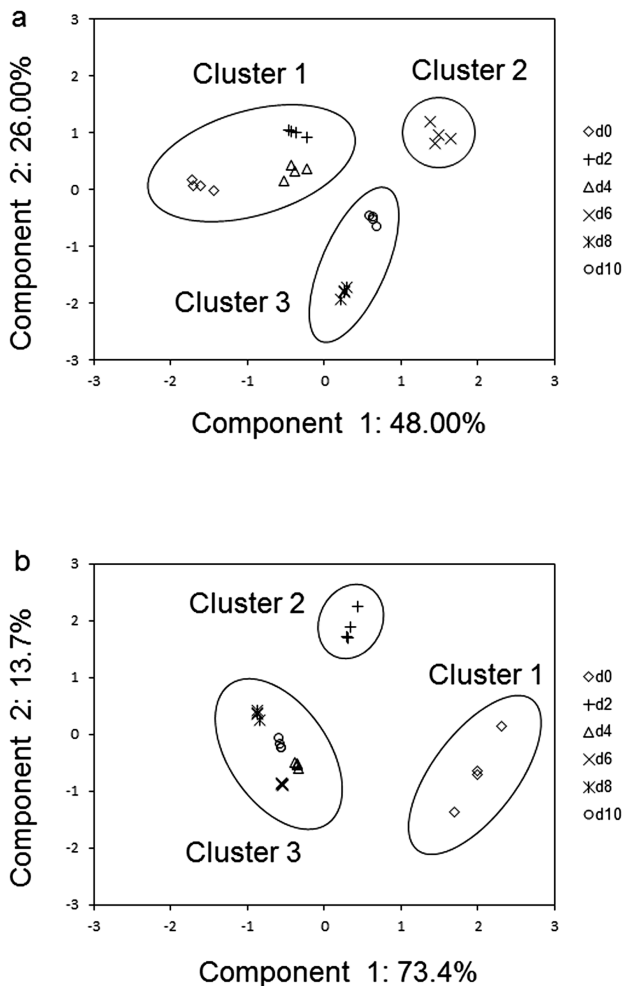 a
Component 2: 26.00%
3
2
1
0
-1
-2
-3
-3
-2
-1
0
1
2
3
Cluster 1
Cluster 2
Cluster 3
d0
d2
d4
d6
d8
d10
Component 1: 48.00%
b
Component 2: 13.7%
3
2
1
0
-1
-2
-3
-3
-2
-1
0
1
2
3
Cluster 2
Cluster 1
Cluster 3
d0
d2
d4
d6
d8
d10
Component 1: 73.4%